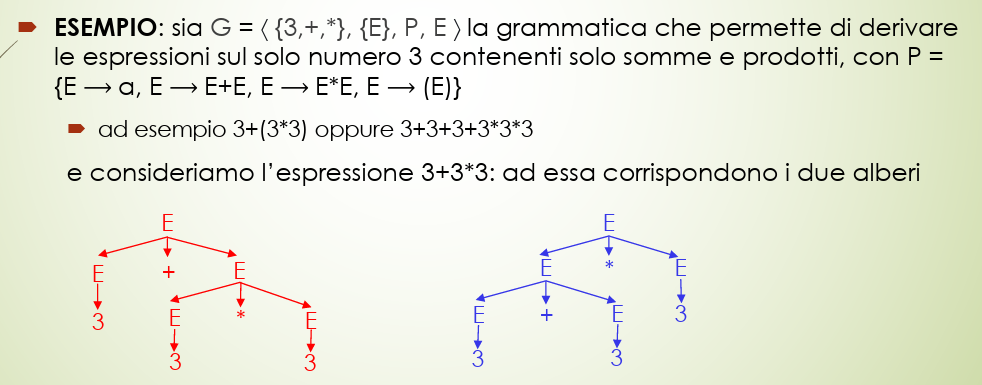 ESEMPIO: sia G = ⟨ {3,+,*}, {E}, P, E ⟩ la grammatica che permette di derivare
le espressioni sul solo numero 3 contenenti solo somme e prodotti, con P =
{E ⟶ a, E ⟶ E+E, E ⟶ E*E, E ⟶ (E)}
ad esempio 3+(3*3) oppure 3+3+3+3*3*3
e consideriamo l'espressione 3+3*3: ad essa corrispondono i due alberi
E
E + E
3 E * E
3 3
E
E * E
E + E 3
3 3